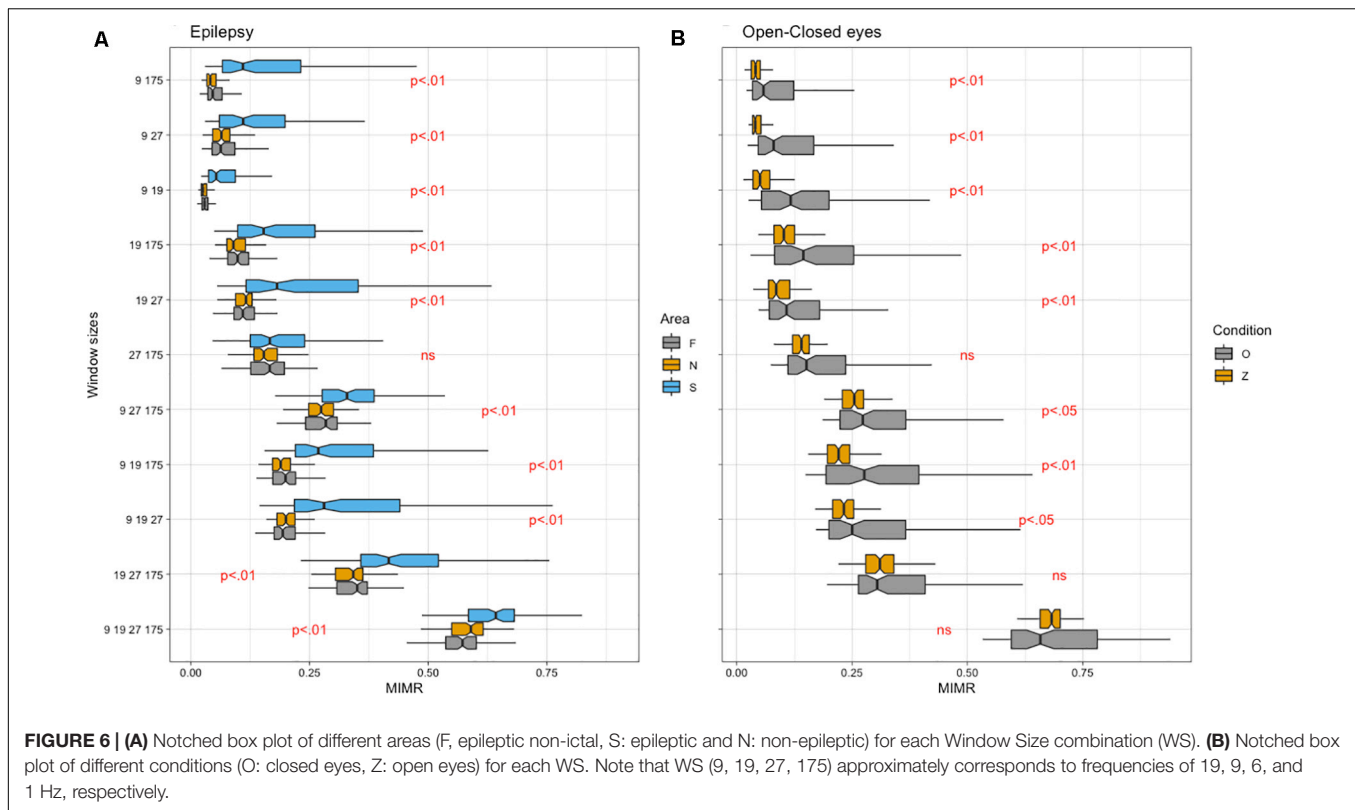 A Epilepsy
B Open-Closed eyes
Window sizes
9 175
9 27
9 19
19 175
19 27
27 175
9 27 175
9 19 175
9 19 27
19 27 175
9 19 27 175
p<.01
p<.01
p<.01
p<.01
p<.01
ns
p<.01
p<.01
p<.01
p<.01
p<.01
0.00 0.25 0.50 0.75
MIMR
Area
F
N
S
p<.01
p<.01
p<.01
p<.01
p<.01
ns
p<.05
p<.01
p<.05
ns
ns
0.00 0.25 0.50 0.75
MIMR
Condition
O
Z
FIGURE 6 | (A) Notched box plot of different areas (F, epileptic non-ictal, S: epileptic and N: non-epileptic) for each Window Size combination (WS). (B) Notched box
plot of different conditions (O: closed eyes, Z: open eyes) for each WS. Note that WS (9, 19, 27, 175) approximately corresponds to frequencies of 19, 9, 6, and
1 Hz, respectively.